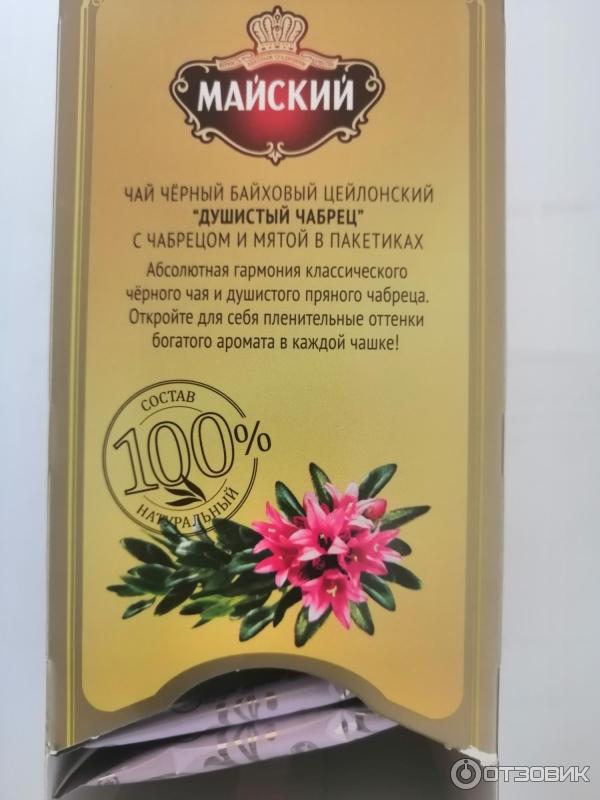 МАЙСКИЙ
ЧАЙ ЧЁРНЫЙ БАЙХОВЫЙ ЦЕЙЛОНСКИЙ
"ДУШИСТЫЙ ЧАБРЕЦ"
С ЧАБРЕЦОМ И МЯТОЙ В ПАКЕТИКАХ
Абсолютная гармония классического
чёрного чая и душистого пряного чабреца.
Откройте для себя пленительные оттенки
богатого аромата в каждой чашке!
СОСТАВ
100%
НАТУРАЛЬНЫЙ
ОТЗОВИК